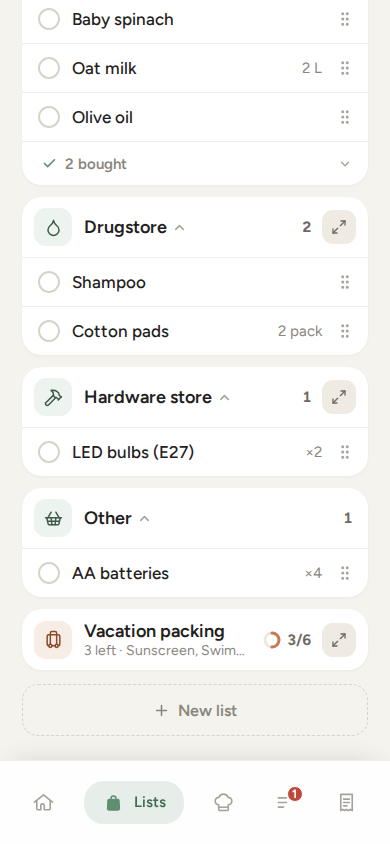 Baby spinach
Oat milk 2 L
Olive oil
2 bought
Drugstore 2
Shampoo
Cotton pads 2 pack
Hardware store 1
LED bulbs (E27) ×2
Other 1
AA batteries ×4
Vacation packing 3/6
3 left · Sunscreen, Swim...
+ New list
Lists 1